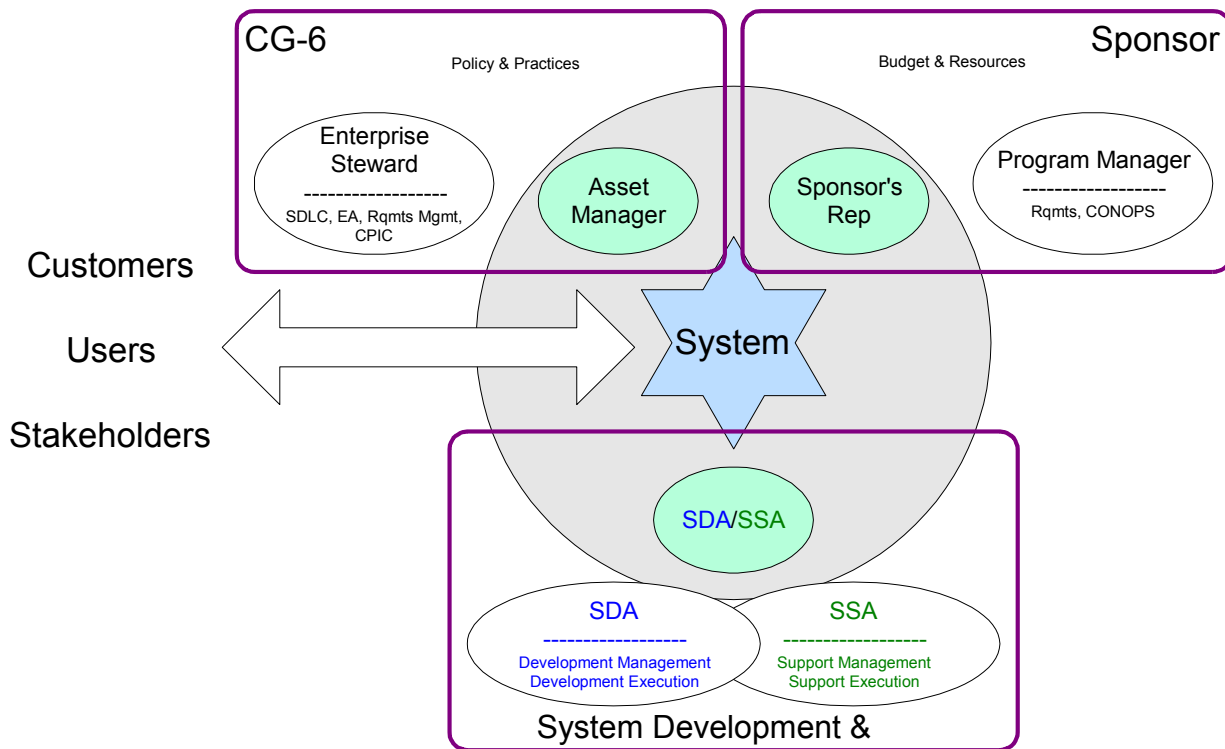 CG-6
Policy & Practices
Enterprise
Steward
-------------------
SDLC, EA, Rqmts Mgmt,
CPIC
Asset
Manager
Sponsor
Budget & Resources
Sponsor's
Rep
Program Manager
-------------------
Rqmts, CONOPS
Customers
Users
Stakeholders
System
SDA/SSA
SDA
-------------------
Development Management
Development Execution
SSA
-------------------
Support Management
Support Execution
System Development &